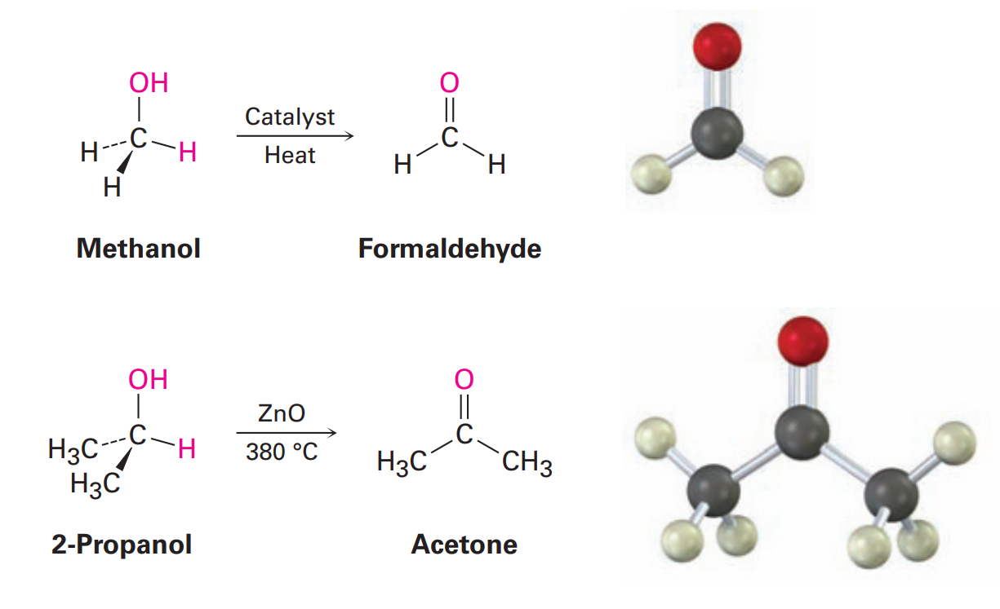 OH
Catalyst
Heat
H C H
H
O
C
H H
Methanol
Formaldehyde
OH
ZnO
380 °C
H₃C C H
H₃C
O
C
H₃C CH₃
2-Propanol
Acetone